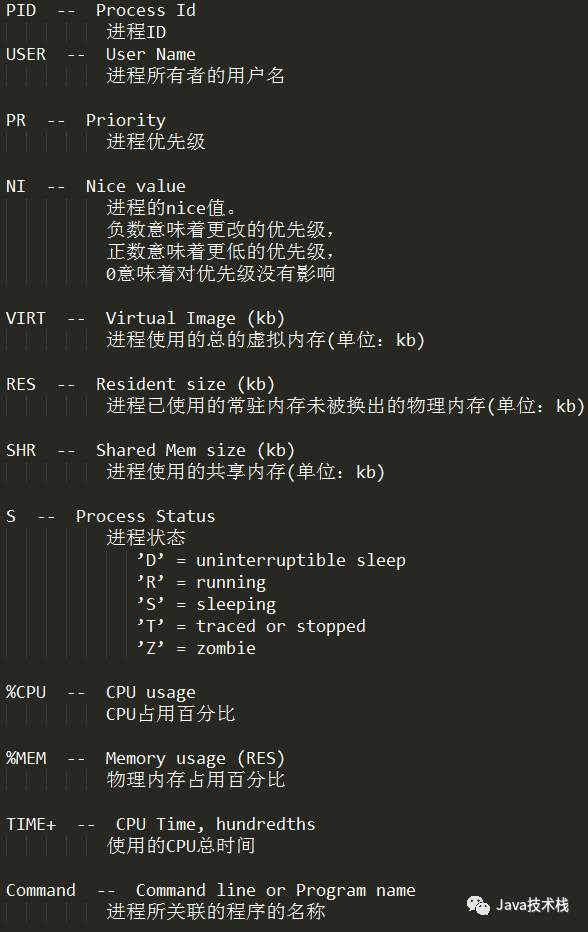 PID -- Process Id
进程ID
USER -- User Name
进程所有者的用户名
PR -- Priority
进程优先级
NI -- Nice value
进程的nice值。
负数意味着更改的优先级，
正数意味着更低的优先级，
0意味着对优先级没有影响
VIRT -- Virtual Image (kb)
进程使用的总的虚拟内存(单位：kb)
RES -- Resident size (kb)
进程已使用的常驻内存未被换出的物理内存(单位：kb)
SHR -- Shared Mem size (kb)
进程使用的共享内存(单位：kb)
S -- Process Status
进程状态
’D’ = uninterruptible sleep
’R’ = running
’S’ = sleeping
’T’ = traced or stopped
’Z’ = zombie
%CPU -- CPU usage
CPU占用百分比
%MEM -- Memory usage (RES)
物理内存占用百分比
TIME+ -- CPU Time, hundredths
使用的CPU总时间
Command -- Command line or Program name
进程所关联的程序的名称
Java技术栈